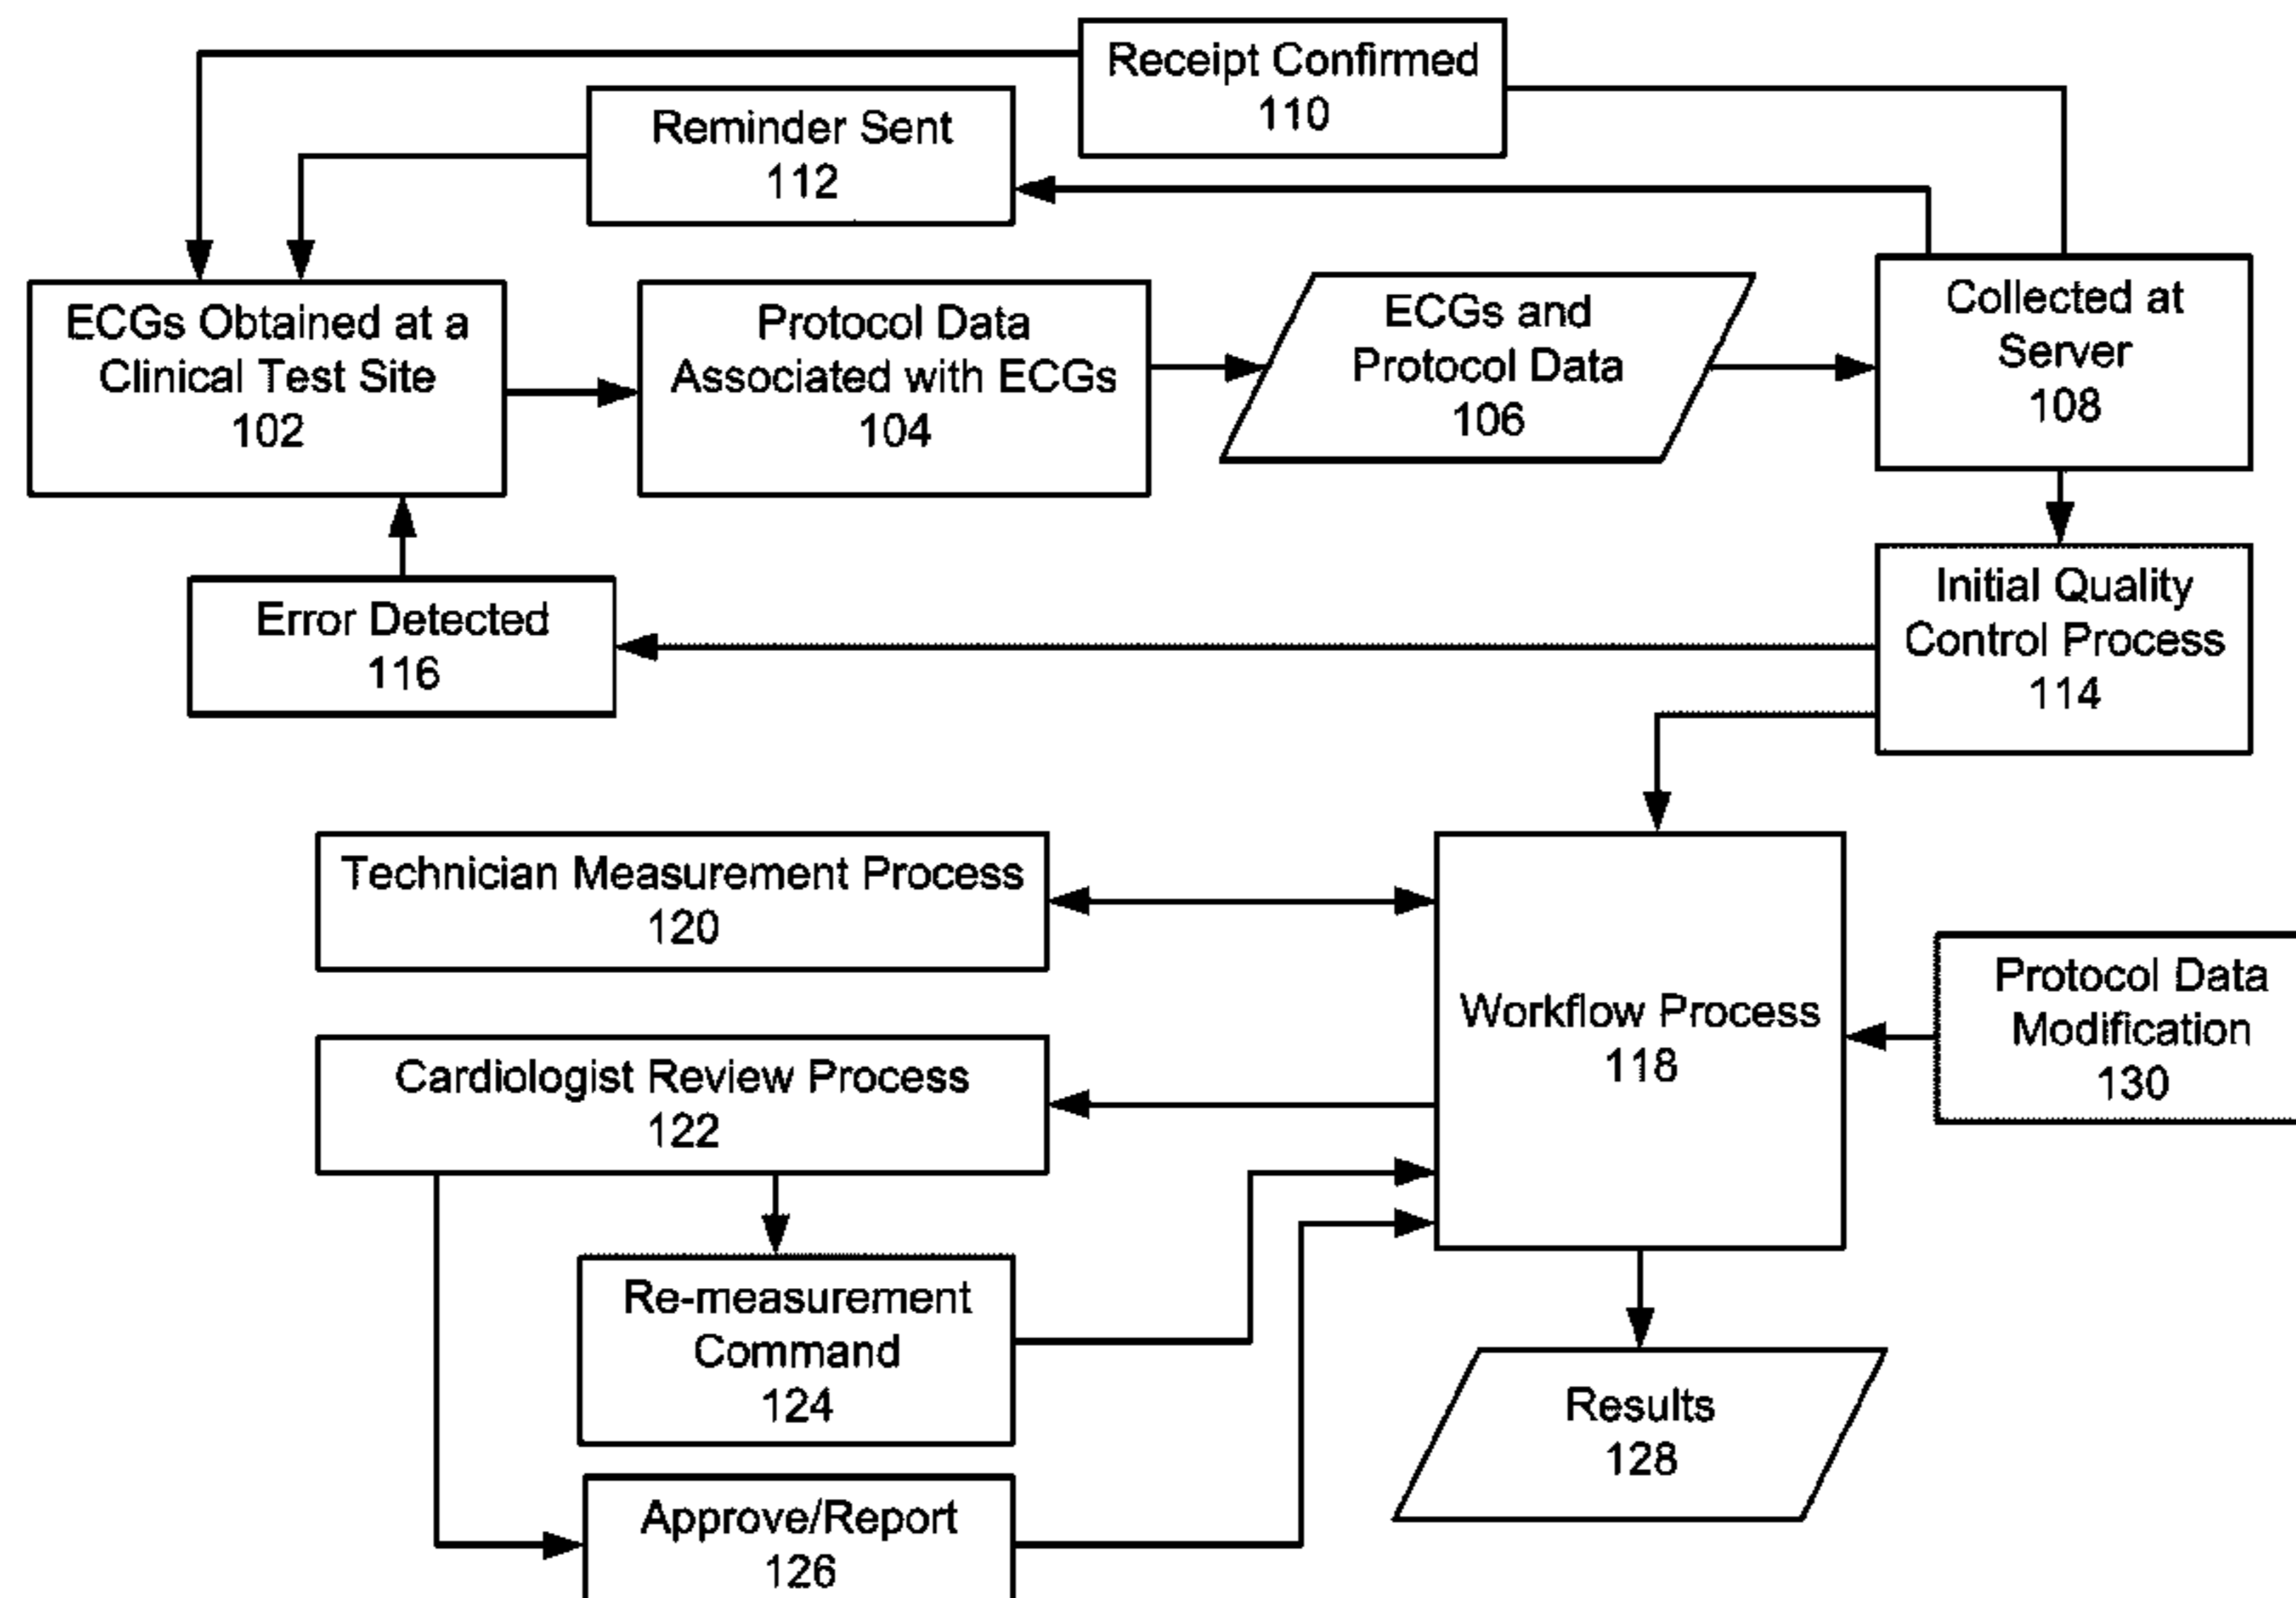 Receipt Confirmed
110
Reminder Sent
112
ECGs Obtained at a
Clinical Test Site
102
Protocol Data
Associated with ECGs
104
ECGs and
Protocol Data
106
Collected at
Server
108
Error Detected
116
Initial Quality
Control Process
114
Technician Measurement Process
120
Workflow Process
118
Protocol Data
Modification
130
Cardiologist Review Process
122
Re-measurement
Command
124
Results
128
Approve/Report
126